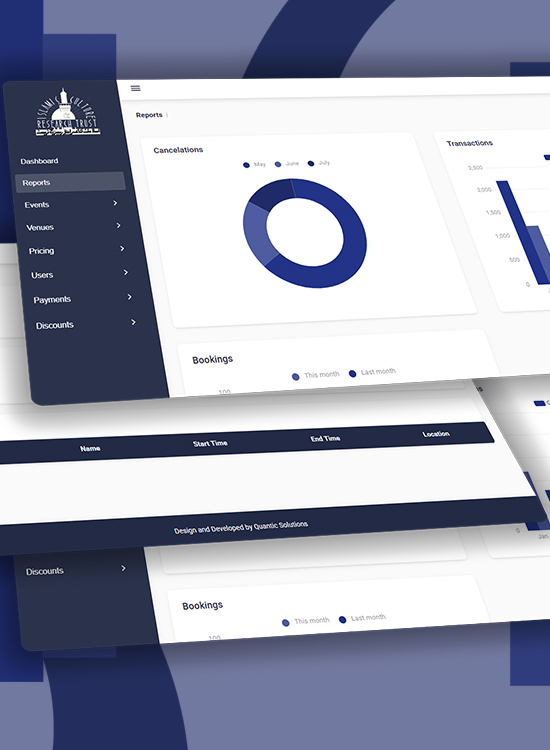 ISLAMIC CULTURE
RESEARCH TRUST
Dashboard
Reports
Events
Venues
Pricing
Users
Payments
Discounts
Reports
Cancelations
May June July
Transactions
2,500
2,000
1,500
1,000
500
0
Bookings
This month Last month
100
Name Start Time End Time Location
Design and Developed by Quantic Solutions
0
Jan
Discounts
Bookings
This month Last month
100